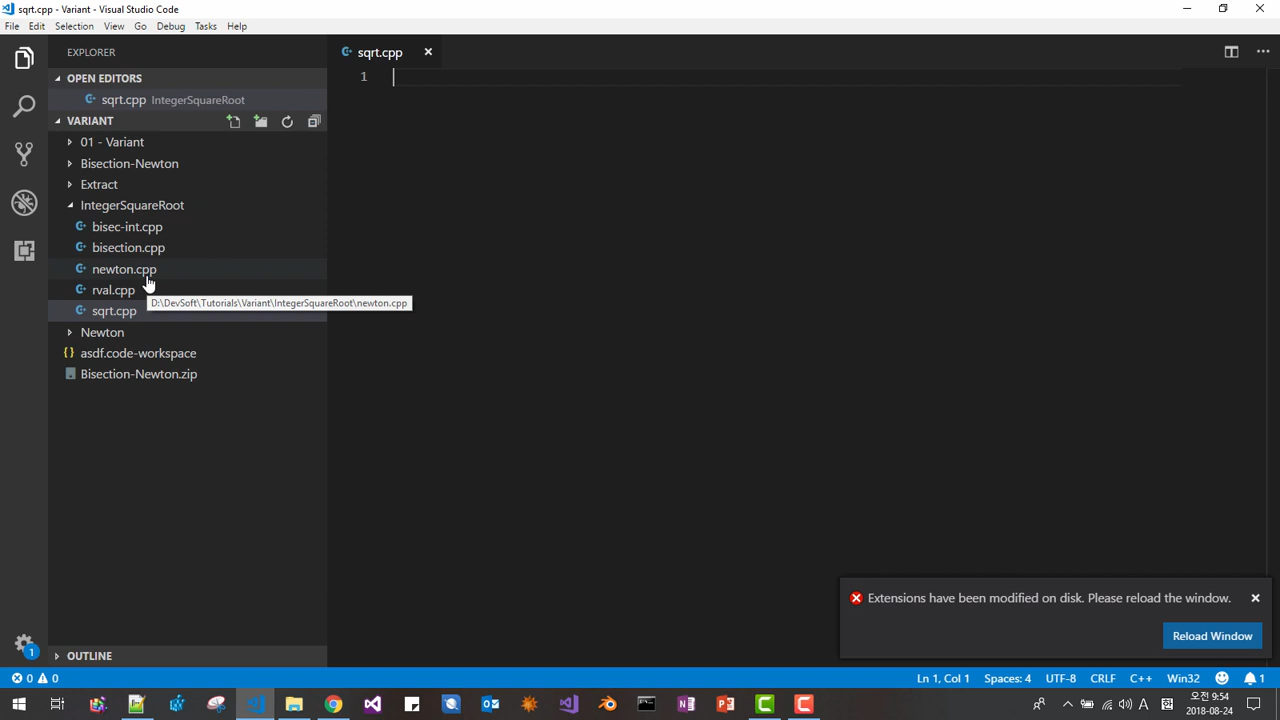 sqrt.cpp - Variant - Visual Studio Code
File Edit Selection View Go Debug Tasks Help
EXPLORER
sqrt.cpp
OPEN EDITORS
1
sqrt.cpp IntegerSquareRoot
VARIANT
01 - Variant
Bisection-Newton
Extract
IntegerSquareRoot
bisec-int.cpp
bisection.cpp
newton.cpp
rval.cpp
D:\DevSoft\Tutorials\Variant\IntegerSquareRoot\newton.cpp
sqrt.cpp
Newton
asdf.code-workspace
Bisection-Newton.zip
Extensions have been modified on disk. Please reload the window.
Reload Window
1
OUTLINE
0 0 Ln 1, Col 1 Spaces: 4 UTF-8 CRLF C++ Win32 1
A
오전 9:54
2018-08-24